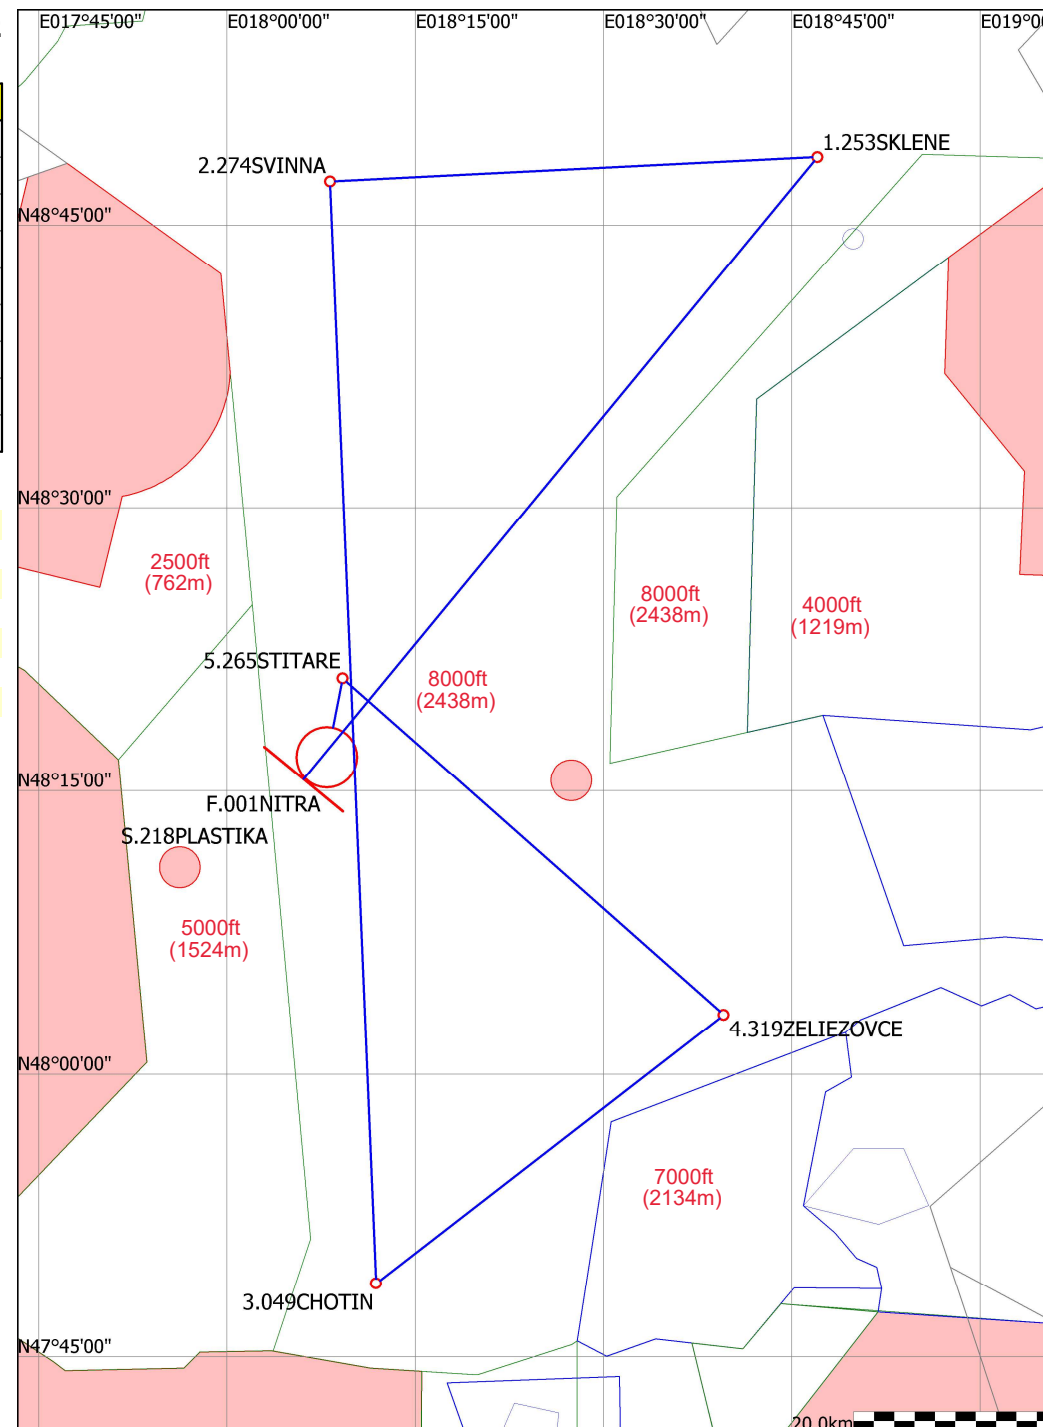 E017°45'00"
E018°00'00"
E018°15'00"
E018°30'00"
E018°45'00"
1.253SKLENE
2.274SVINNA
N48°45'00"
N48°30'00"
2500ft
(762m)
8000ft
(2438m)
4000ft
(1219m)
5.265STITARE
8000ft
(2438m)
N48°15'00"
F.001NITRA
S.218PLASTIKA
5000ft
(1524m)
4.319ZELIEZOVCE
N48°00'00"
7000ft
(2134m)
3.049CHOTIN
N47°45'00"
20.0km